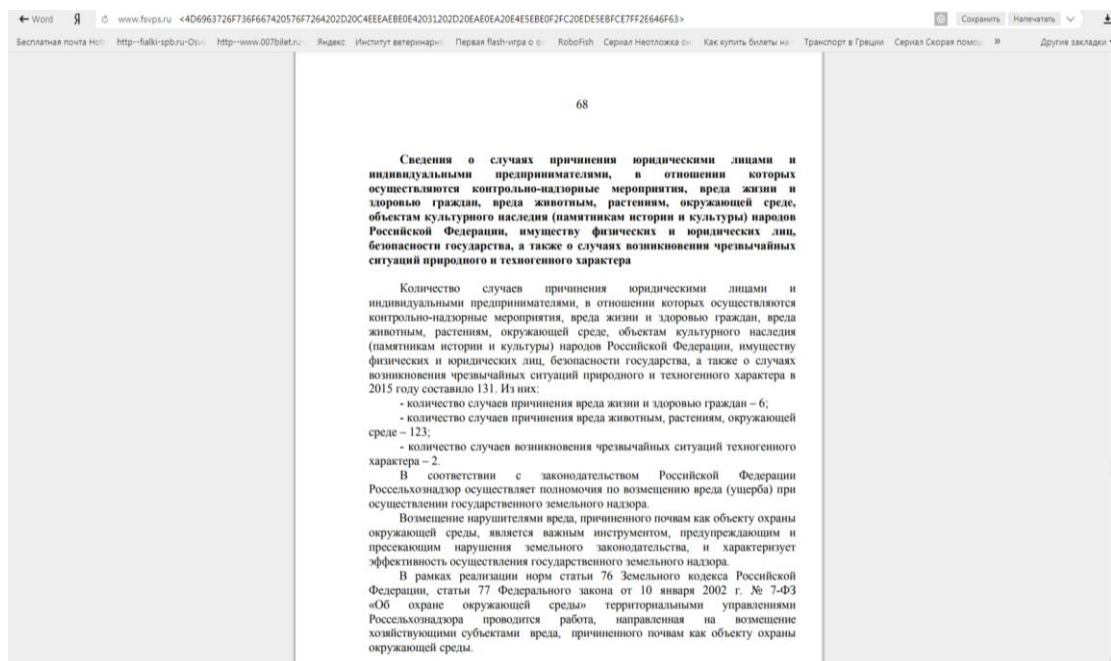 ← Word Я www.fsvps.ru <4D6963726F736F667420576F7264202D20C4EEEAEBE0E42031202D20EAE0EA20E4E5EBE0F2FC20EDE5EBFCE7FF2E646F63> Сохранить Напечатать
Бесплатная почта Hot http--fialki-spb.ru-Osv http--www.007bilet.ru- Яндекс Институт ветеринарн Первая flash-игра о ф RoboFish Сериал Неотложка он Как купить билеты на Транспорт в Греции Сериал Скорая помощ » Другие закладки
68
Сведения о случаях причинения юридическими лицами и
индивидуальными предпринимателями, в отношении которых
осуществляются контрольно-надзорные мероприятия, вреда жизни и
здоровью граждан, вреда животным, растениям, окружающей среде,
объектам культурного наследия (памятникам истории и культуры) народов
Российской Федерации, имуществу физических и юридических лиц,
безопасности государства, а также о случаях возникновения чрезвычайных
ситуаций природного и техногенного характера
Количество случаев причинения юридическими лицами и
индивидуальными предпринимателями, в отношении которых осуществляются
контрольно-надзорные мероприятия, вреда жизни и здоровью граждан, вреда
животным, растениям, окружающей среде, объектам культурного наследия
(памятникам истории и культуры) народов Российской Федерации, имуществу
физических и юридических лиц, безопасности государства, а также о случаях
возникновения чрезвычайных ситуаций природного и техногенного характера в
2015 году составило 131. Из них:
- количество случаев причинения вреда жизни и здоровью граждан – 6;
- количество случаев причинения вреда животным, растениям, окружающей
среде – 123;
- количество случаев возникновения чрезвычайных ситуаций техногенного
характера – 2.
В соответствии с законодательством Российской Федерации
Россельхознадзор осуществляет полномочия по возмещению вреда (ущерба) при
осуществлении государственного земельного надзора.
Возмещение нарушителями вреда, причиненного почвам как объекту охраны
окружающей среды, является важным инструментом, предупреждающим и
пресекающим нарушения земельного законодательства, и характеризует
эффективность осуществления государственного земельного надзора.
В рамках реализации норм статьи 76 Земельного кодекса Российской
Федерации, статьи 77 Федерального закона от 10 января 2002 г. № 7-ФЗ
«Об охране окружающей среды» территориальными управлениями
Россельхознадзора проводится работа, направленная на возмещение
хозяйствующими субъектами вреда, причиненного почвам как объекту охраны
окружающей среды.